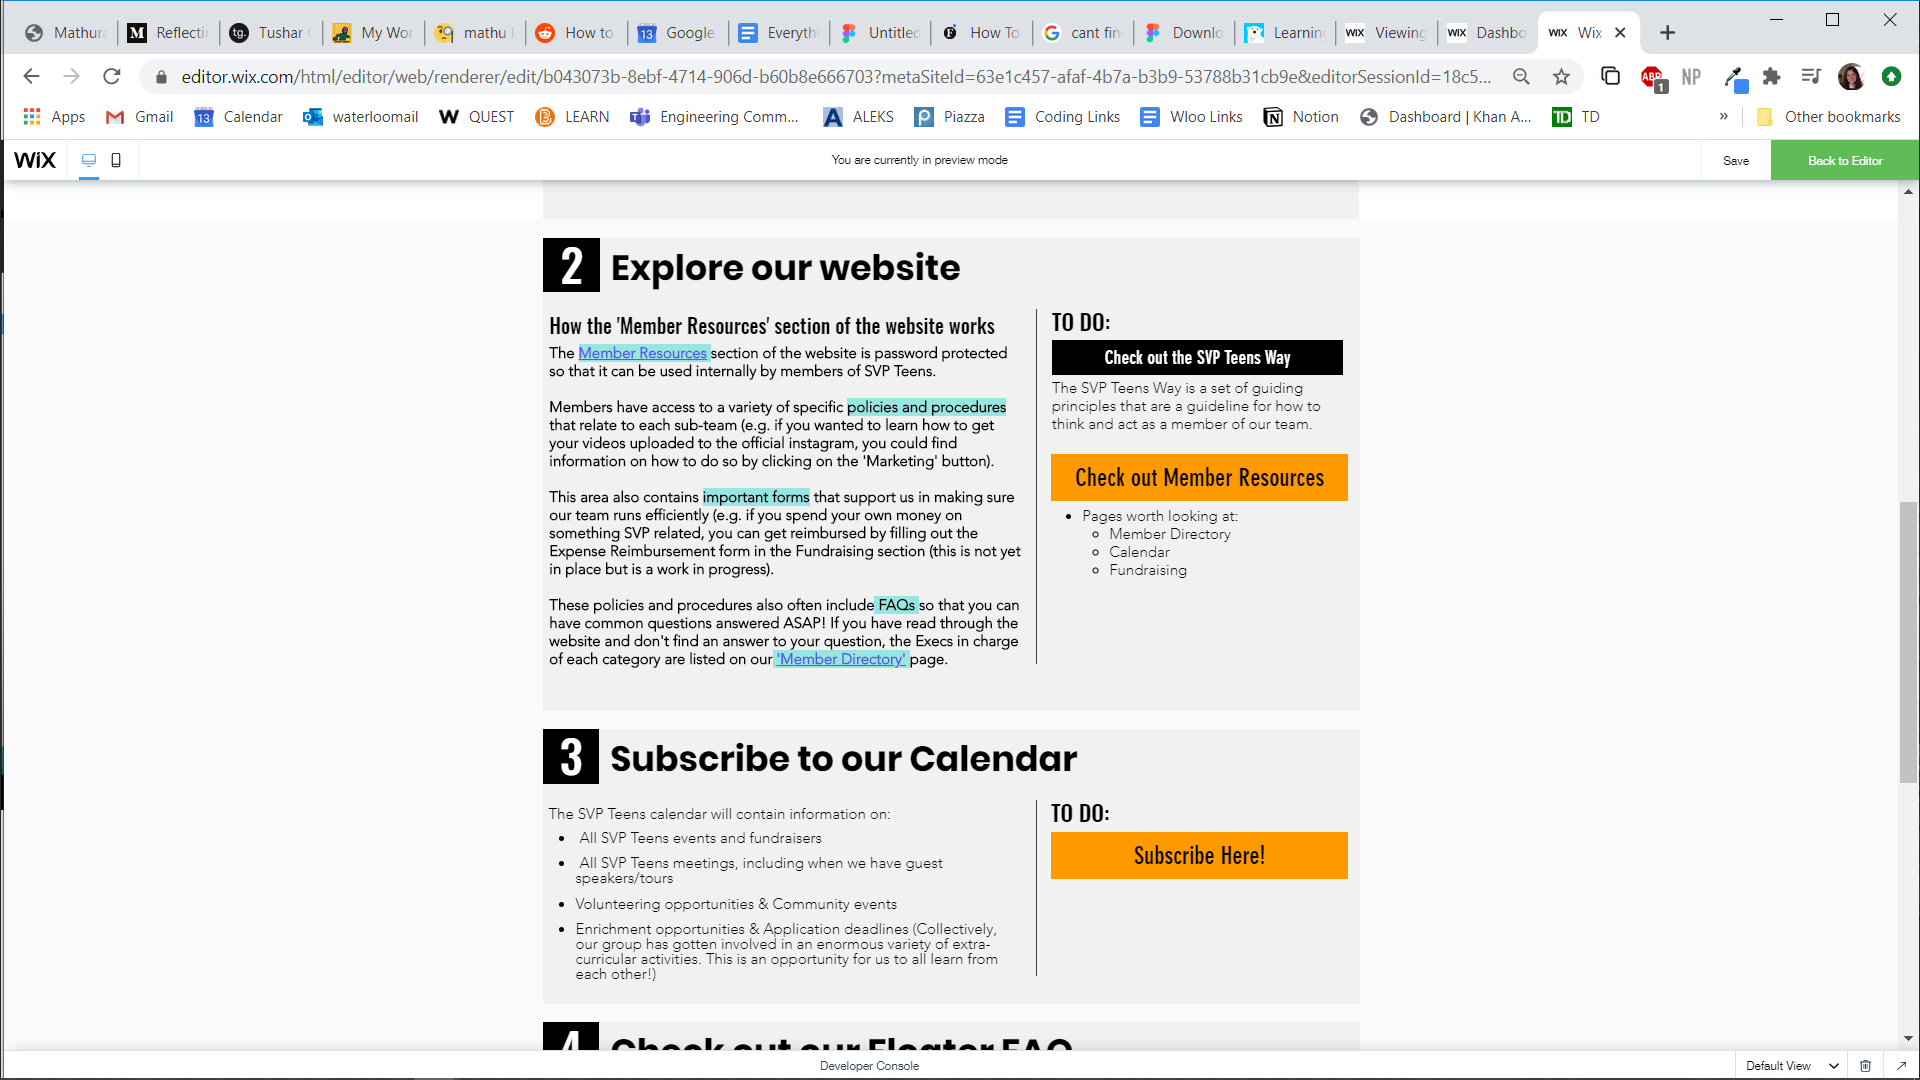 Mathur
Reflectin
Tushar
My Wor
mathu
How to
Google
Everyth
Untitled
How To
cant fin
Downlo
Learning
Viewing
Dashbo
Wix
editor.wix.com/html/editor/web/renderer/edit/b043073b-8ebf-4714-906d-b60b8e666703?metaSiteId=63e1c457-afaf-4b7a-b3b9-53788b31cb9e&editorSessionId=18c5...
ABP 1
NP
Apps
Gmail
13 Calendar
waterloomail
W QUEST
LEARN
Engineering Comm...
ALEKS
Piazza
Coding Links
Wloo Links
Notion
Dashboard | Khan A...
TD TD
»
Other bookmarks
WiX
You are currently in preview mode
Save
Back to Editor
2 Explore our website
How the 'Member Resources' section of the website works
The Member Resources section of the website is password protected
so that it can be used internally by members of SVP Teens.
Members have access to a variety of specific policies and procedures
that relate to each sub-team (e.g. if you wanted to learn how to get
your videos uploaded to the official instagram, you could find
information on how to do so by clicking on the 'Marketing' button).
This area also contains important forms that support us in making sure
our team runs efficiently (e.g. if you spend your own money on
something SVP related, you can get reimbursed by filling out the
Expense Reimbursement form in the Fundraising section (this is not yet
in place but is a work in progress).
These policies and procedures also often include FAQs so that you can
have common questions answered ASAP! If you have read through the
website and don't find an answer to your question, the Execs in charge
of each category are listed on our 'Member Directory' page.
TO DO:
Check out the SVP Teens Way
The SVP Teens Way is a set of guiding
principles that are a guideline for how to
think and act as a member of our team.
Check out Member Resources
• Pages worth looking at:
◦ Member Directory
◦ Calendar
◦ Fundraising
3 Subscribe to our Calendar
The SVP Teens calendar will contain information on:
• All SVP Teens events and fundraisers
• All SVP Teens meetings, including when we have guest
speakers/tours
• Volunteering opportunities & Community events
• Enrichment opportunities & Application deadlines (Collectively,
our group has gotten involved in an enormous variety of extra-
curricular activities. This is an opportunity for us to all learn from
each other!)
TO DO:
Subscribe Here!
4 Check out our Floater FAQ
Developer Console
Default View